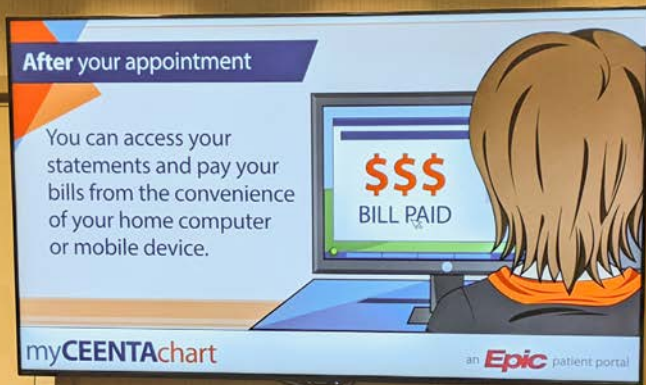 After your appointment
You can access your
statements and pay your
bills from the convenience
of your home computer
or mobile device.
$$$
BILL PAID
myCEENTAchart
an Epic patient portal